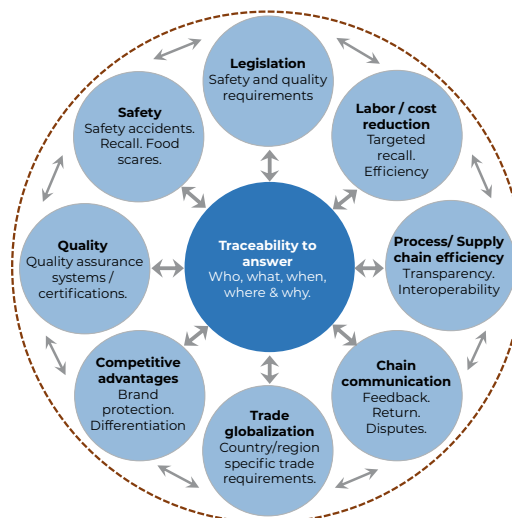 Legislation
Safety and quality
requirements
Safety
Safety accidents.
Recall. Food
scares.
Labor / cost
reduction
Targeted
recall.
Efficiency
Quality
Quality assurance
systems /
certifications.
Traceability to
answer
Who, what, when,
where & why.
Process/ Supply
chain efficiency
Transparency.
Interoperability
Competitive
advantages
Brand
protection.
Differentiation
Chain
communication
Feedback.
Return.
Disputes.
Trade
globalization
Country/region
specific trade
requirements.